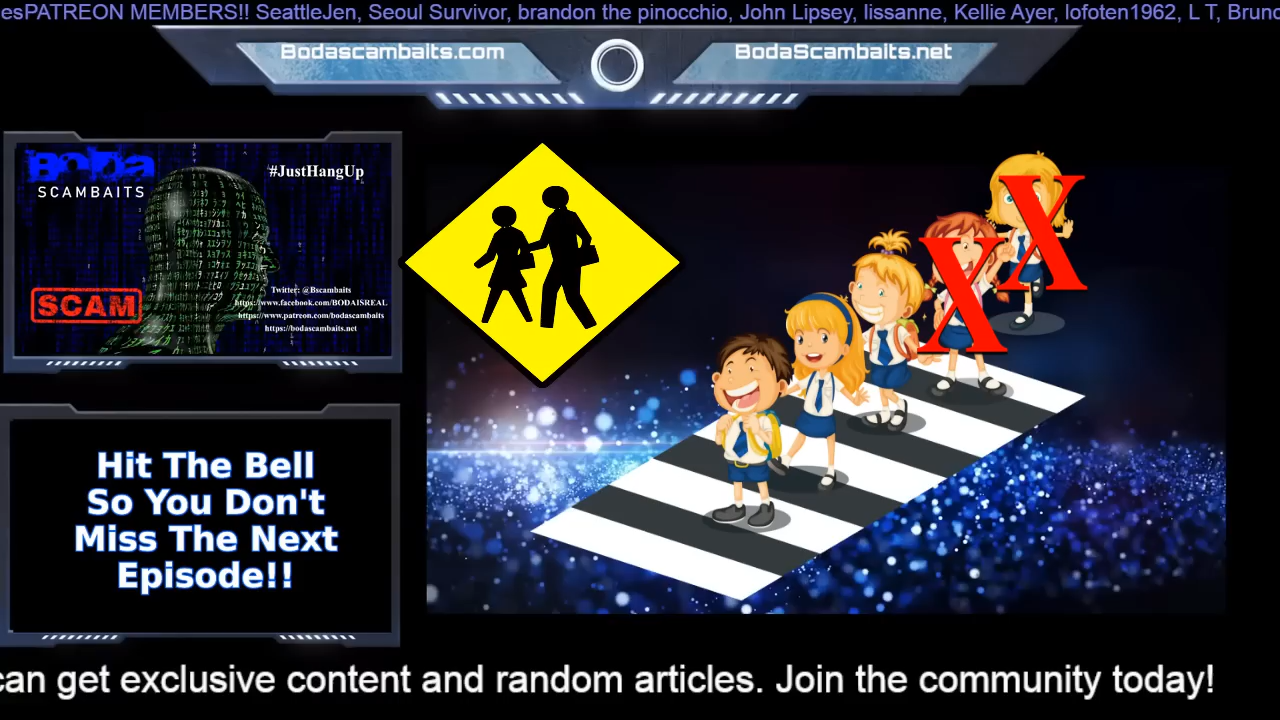 esPATREON MEMBERS!! SeattleJen, Seoul Survivor, brandon the pinocchio, John Lipsey, lissanne, Kellie Ayer, lofoten1962, L T, Bruno
Bodascambaits.com
BodaScambaits.net
BODa
SCAMBAITS
#JustHangUp
SCAM
Twitter: @Bscambaits
https://www.facebook.com/BODAISREAL
https://www.patreon.com/bodascambaits
https://bodascambaits.net
X
X
Hit The Bell
So You Don't
Miss The Next
Episode!!
can get exclusive content and random articles. Join the community today!